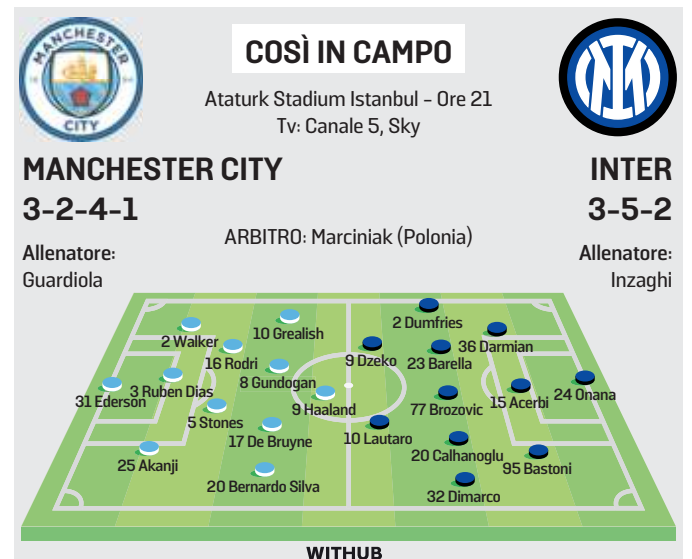 MANCHESTER
CITY
COSÌ IN CAMPO
IM
Ataturk Stadium Istanbul - Ore 21
Tv: Canale 5, Sky
MANCHESTER CITY
3-2-4-1
INTER
3-5-2
ARBITRO: Marciniak (Polonia)
Allenatore:
Guardiola
Allenatore:
Inzaghi
2 Walker
10 Grealish
16 Rodri
8 Gundogan
3 Ruben Dias
31 Ederson
9 Haaland
5 Stones
17 De Bruyne
25 Akanji
20 Bernardo Silva
2 Dumfries
36 Darmian
9 Dzeko
23 Barella
24 Onana
15 Acerbi
77 Brozovic
10 Lautaro
20 Calhanoglu
95 Bastoni
32 Dimarco
WITHUB